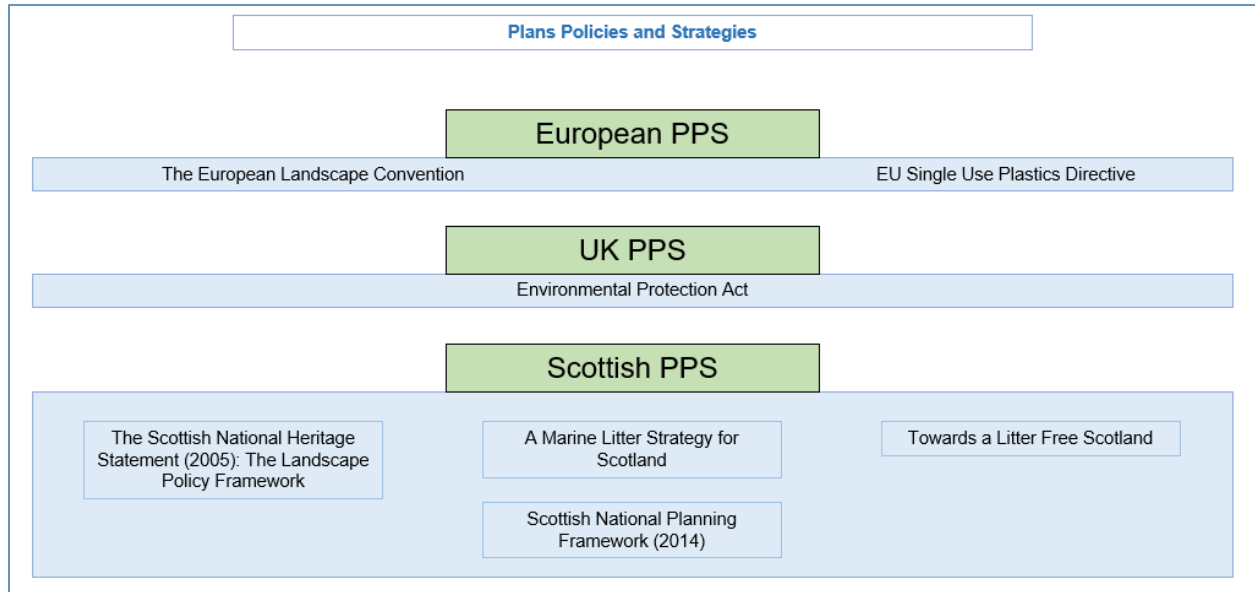 Plans Policies and Strategies
European PPS
The European Landscape Convention
EU Single Use Plastics Directive
UK PPS
Environmental Protection Act
Scottish PPS
The Scottish National Heritage
Statement (2005): The Landscape
Policy Framework
A Marine Litter Strategy for
Scotland
Towards a Litter Free Scotland
Scottish National Planning
Framework (2014)